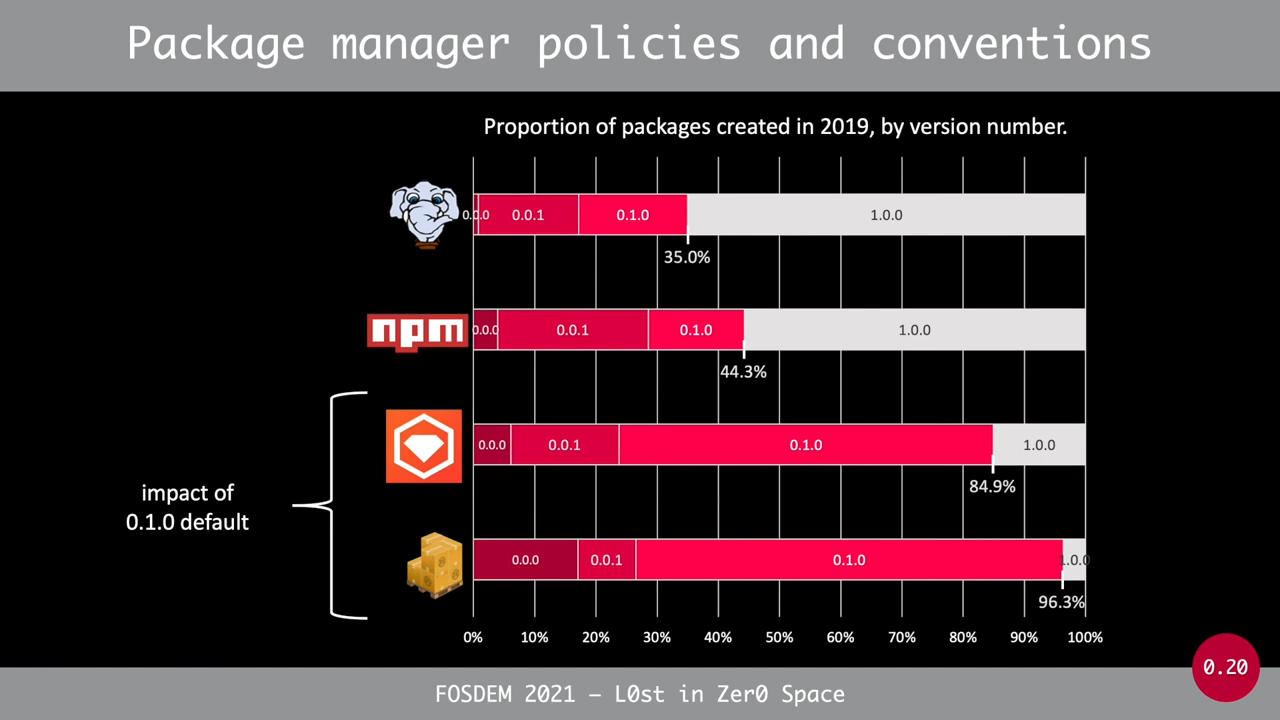 Package manager policies and conventions
Proportion of packages created in 2019, by version number.
0.0.0 0.0.1 0.1.0 1.0.0
35.0%
npm 0.0.0 0.0.1 0.1.0 1.0.0
44.3%
0.0.0 0.0.1 0.1.0 1.0.0
84.9%
impact of
0.1.0 default
0.0.0 0.0.1 0.1.0 1.0.0
96.3%
0% 10% 20% 30% 40% 50% 60% 70% 80% 90% 100%
0.20
FOSDEM 2021 – L0st in Zer0 Space